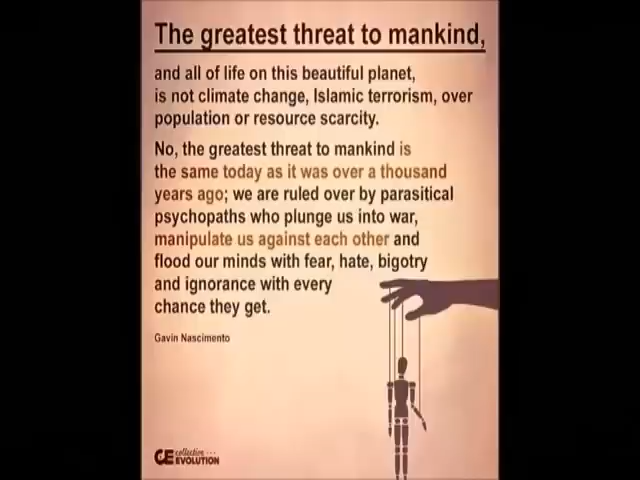 The greatest threat to mankind,
and all of life on this beautiful planet,
is not climate change, Islamic terrorism, over
population or resource scarcity.
No, the greatest threat to mankind is
the same today as it was over a thousand
years ago; we are ruled over by parasitical
psychopaths who plunge us into war,
manipulate us against each other and
flood our minds with fear, hate, bigotry
and ignorance with every
chance they get.
Gavin Nascimento
CE collective
EVOLUTION